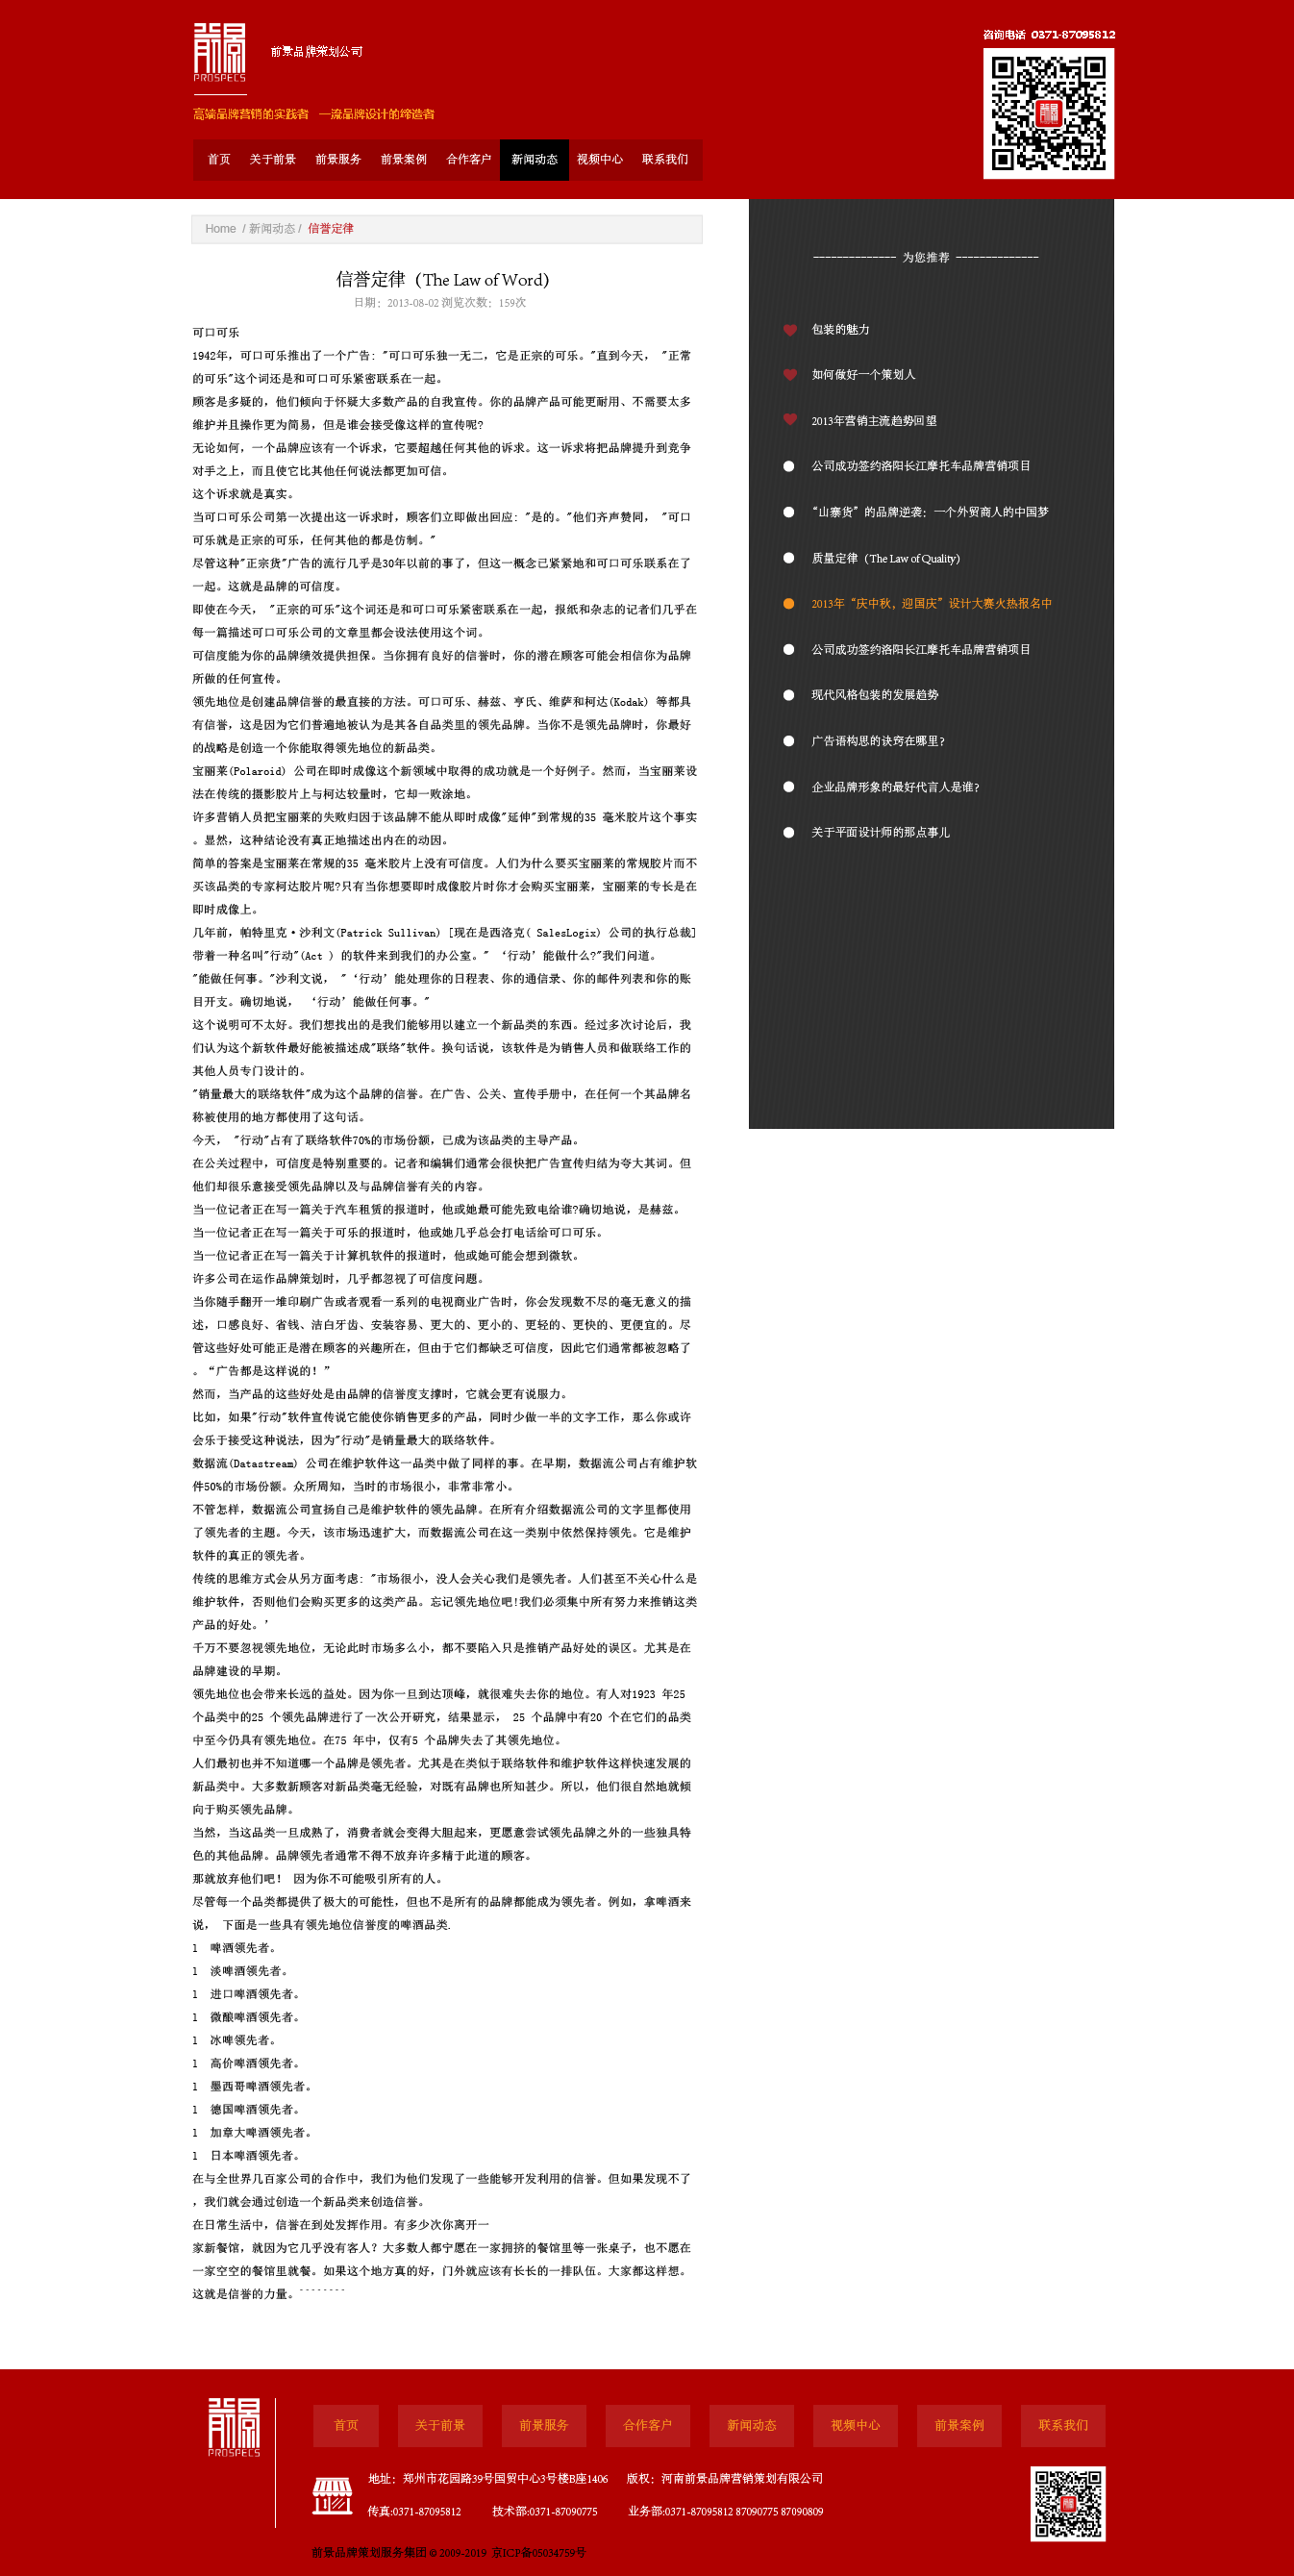 前景
PROSPECS
前景品牌策划公司
咨询电话 0371-87095812
高端品牌营销的实践者 一流品牌设计的缔造者
首页 关于前景 前景服务 前景案例 合作客户 新闻动态 视频中心 联系我们
Home / 新闻动态 / 信誉定律
信誉定律（The Law of Word）
日期：2013-08-02 浏览次数：159次
可口可乐
1942年，可口可乐推出了一个广告："可口可乐独一无二，它是正宗的可乐。"直到今天， "正常
的可乐"这个词还是和可口可乐紧密联系在一起。
顾客是多疑的，他们倾向于怀疑大多数产品的自我宣传。你的品牌产品可能更耐用、不需要太多
维护并且操作更为简易，但是谁会接受像这样的宣传呢?
无论如何，一个品牌应该有一个诉求，它要超越任何其他的诉求。这一诉求将把品牌提升到竞争
对手之上，而且使它比其他任何说法都更加可信。
这个诉求就是真实。
当可口可乐公司第一次提出这一诉求时，顾客们立即做出回应："是的。"他们齐声赞同， "可口
可乐就是正宗的可乐，任何其他的都是仿制。"
尽管这种"正宗货"广告的流行几乎是30年以前的事了，但这一概念已紧紧地和可口可乐联系在了
一起。这就是品牌的可信度。
即使在今天， "正宗的可乐"这个词还是和可口可乐紧密联系在一起，报纸和杂志的记者们几乎在
每一篇描述可口可乐公司的文章里都会设法使用这个词。
可信度能为你的品牌绩效提供担保。当你拥有良好的信誉时，你的潜在顾客可能会相信你为品牌
所做的任何宣传。
领先地位是创建品牌信誉的最直接的方法。可口可乐、赫兹、亨氏、维萨和柯达(Kodak) 等都具
有信誉，这是因为它们普遍地被认为是其各自品类里的领先品牌。当你不是领先品牌时，你最好
的战略是创造一个你能取得领先地位的新品类。
宝丽莱(Polaroid) 公司在即时成像这个新领域中取得的成功就是一个好例子。然而，当宝丽莱设
法在传统的摄影胶片上与柯达较量时，它却一败涂地。
许多营销人员把宝丽莱的失败归因于该品牌不能从即时成像"延伸"到常规的35 毫米胶片这个事实
。显然，这种结论没有真正地描述出内在的动因。
简单的答案是宝丽莱在常规的35 毫米胶片上没有可信度。人们为什么要买宝丽莱的常规胶片而不
买该品类的专家柯达胶片呢?只有当你想要即时成像胶片时你才会购买宝丽莱，宝丽莱的专长是在
即时成像上。
几年前，帕特里克·沙利文(Patrick Sullivan) [现在是西洛克( SalesLogix) 公司的执行总裁]
带着一种名叫"行动"(Act ) 的软件来到我们的办公室。" ‘行动’能做什么?"我们问道。
"能做任何事。"沙利文说， "‘行动’能处理你的日程表、你的通信录、你的邮件列表和你的账
目开支。确切地说， ‘行动’能做任何事。"
这个说明可不太好。我们想找出的是我们能够用以建立一个新品类的东西。经过多次讨论后，我
们认为这个新软件最好能被描述成"联络"软件。换句话说，该软件是为销售人员和做联络工作的
其他人员专门设计的。
"销量最大的联络软件"成为这个品牌的信誉。在广告、公关、宣传手册中，在任何一个其品牌名
称被使用的地方都使用了这句话。
今天， "行动"占有了联络软件70%的市场份额，已成为该品类的主导产品。
在公关过程中，可信度是特别重要的。记者和编辑们通常会很快把广告宣传归结为夸大其词。但
他们却很乐意接受领先品牌以及与品牌信誉有关的内容。
当一位记者正在写一篇关于汽车租赁的报道时，他或她最可能先致电给谁?确切地说，是赫兹。
当一位记者正在写一篇关于可乐的报道时，他或她几乎总会打电话给可口可乐。
当一位记者正在写一篇关于计算机软件的报道时，他或她可能会想到微软。
许多公司在运作品牌策划时，几乎都忽视了可信度问题。
当你随手翻开一堆印刷广告或者观看一系列的电视商业广告时，你会发现数不尽的毫无意义的描
述，口感良好、省钱、洁白牙齿、安装容易、更大的、更小的、更轻的、更快的、更便宜的。尽
管这些好处可能正是潜在顾客的兴趣所在，但由于它们都缺乏可信度，因此它们通常都被忽略了
。“广告都是这样说的！”
然而，当产品的这些好处是由品牌的信誉度支撑时，它就会更有说服力。
比如，如果"行动"软件宣传说它能使你销售更多的产品，同时少做一半的文字工作，那么你或许
会乐于接受这种说法，因为"行动"是销量最大的联络软件。
数据流(Datastream) 公司在维护软件这一品类中做了同样的事。在早期，数据流公司占有维护软
件50%的市场份额。众所周知，当时的市场很小，非常非常小。
不管怎样，数据流公司宣扬自己是维护软件的领先品牌。在所有介绍数据流公司的文字里都使用
了领先者的主题。今天，该市场迅速扩大，而数据流公司在这一类别中依然保持领先。它是维护
软件的真正的领先者。
传统的思维方式会从另方面考虑："市场很小，没人会关心我们是领先者。人们甚至不关心什么是
维护软件，否则他们会购买更多的这类产品。忘记领先地位吧!我们必须集中所有努力来推销这类
产品的好处。’
千万不要忽视领先地位，无论此时市场多么小，都不要陷入只是推销产品好处的误区。尤其是在
品牌建设的早期。
领先地位也会带来长远的益处。因为你一旦到达顶峰，就很难失去你的地位。有人对1923 年25
个品类中的25 个领先品牌进行了一次公开研究，结果显示， 25 个品牌中有20 个在它们的品类
中至今仍具有领先地位。在75 年中，仅有5 个品牌失去了其领先地位。
人们最初也并不知道哪一个品牌是领先者。尤其是在类似于联络软件和维护软件这样快速发展的
新品类中。大多数新顾客对新品类毫无经验，对既有品牌也所知甚少。所以，他们很自然地就倾
向于购买领先品牌。
当然，当这品类一旦成熟了，消费者就会变得大胆起来，更愿意尝试领先品牌之外的一些独具特
色的其他品牌。品牌领先者通常不得不放弃许多精于此道的顾客。
那就放弃他们吧！ 因为你不可能吸引所有的人。
尽管每一个品类都提供了极大的可能性，但也不是所有的品牌都能成为领先者。例如，拿啤酒来
说， 下面是一些具有领先地位信誉度的啤酒品类.
l 啤酒领先者。
l 淡啤酒领先者。
l 进口啤酒领先者。
l 微酿啤酒领先者。
l 冰啤领先者。
l 高价啤酒领先者。
l 墨西哥啤酒领先者。
l 德国啤酒领先者。
l 加拿大啤酒领先者。
l 日本啤酒领先者。
在与全世界几百家公司的合作中，我们为他们发现了一些能够开发利用的信誉。但如果发现不了
，我们就会通过创造一个新品类来创造信誉。
在日常生活中，信誉在到处发挥作用。有多少次你离开一
家新餐馆，就因为它几乎没有客人？大多数人都宁愿在一家拥挤的餐馆里等一张桌子，也不愿在
一家空空的餐馆里就餐。如果这个地方真的好，门外就应该有长长的一排队伍。大家都这样想。
这就是信誉的力量。--------
-------------- 为您推荐 --------------
包装的魅力
如何做好一个策划人
2013年营销主流趋势回望
公司成功签约洛阳长江摩托车品牌营销项目
“山寨货”的品牌逆袭：一个外贸商人的中国梦
质量定律（The Law of Quality）
2013年“庆中秋，迎国庆”设计大赛火热报名中
公司成功签约洛阳长江摩托车品牌营销项目
现代风格包装的发展趋势
广告语构思的诀窍在哪里？
企业品牌形象的最好代言人是谁？
关于平面设计师的那点事儿
前景
PROSPECS
首页 关于前景 前景服务 合作客户 新闻动态 视频中心 前景案例 联系我们
地址：郑州市花园路39号国贸中心3号楼B座1406 版权：河南前景品牌营销策划有限公司
传真:0371-87095812 技术部:0371-87090775 业务部:0371-87095812 87090775 87090809
前景品牌策划服务集团 © 2009-2019 京ICP备05034759号